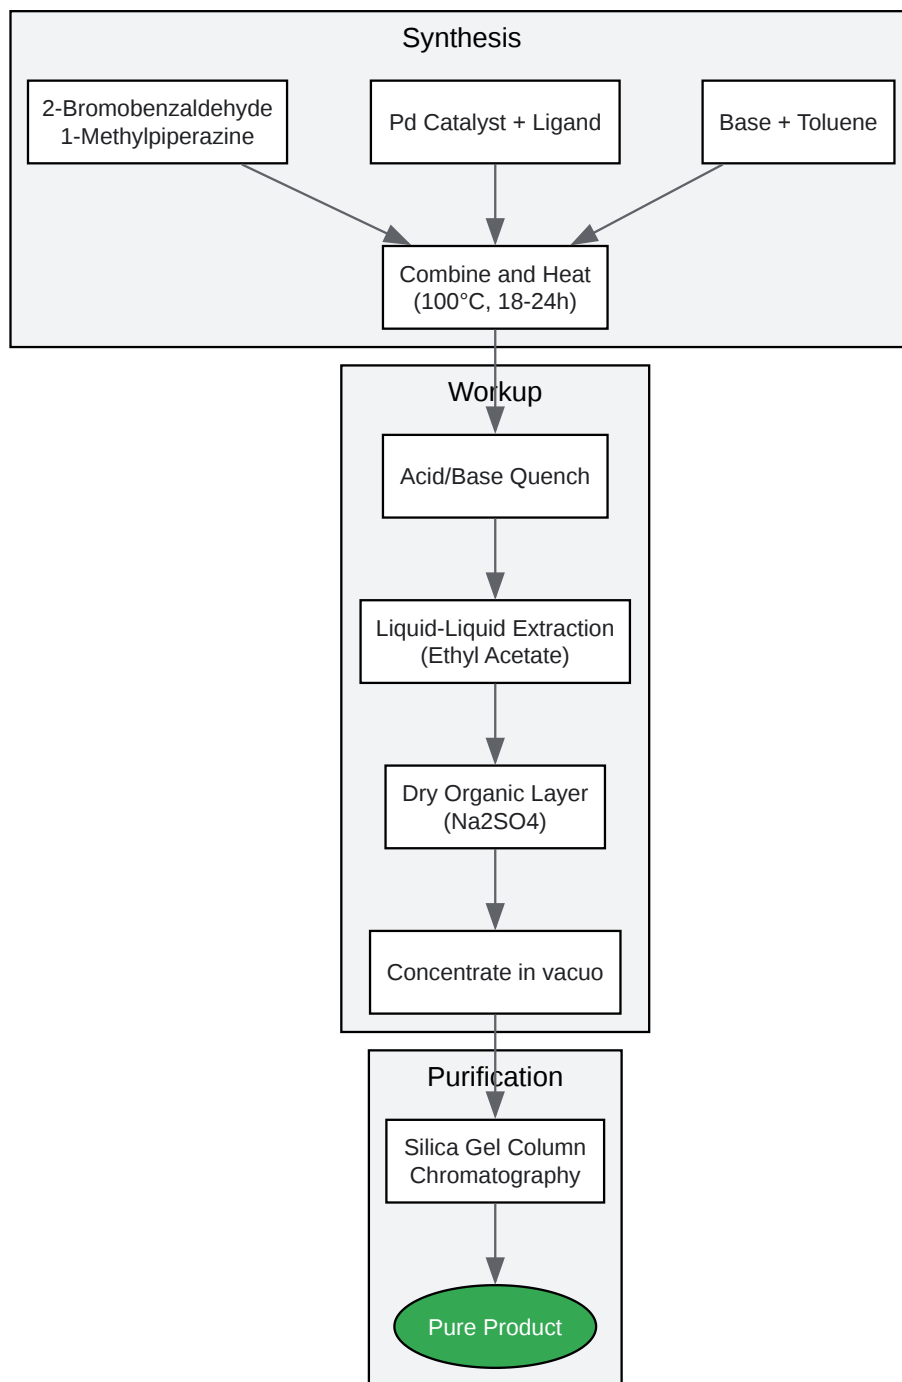 Synthesis
2-Bromobenzaldehyde
1-Methylpiperazine
Pd Catalyst + Ligand
Base + Toluene
Combine and Heat
(100°C, 18-24h)
Workup
Acid/Base Quench
Liquid-Liquid Extraction
(Ethyl Acetate)
Dry Organic Layer
(Na2SO4)
Concentrate in vacuo
Purification
Silica Gel Column
Chromatography
Pure Product